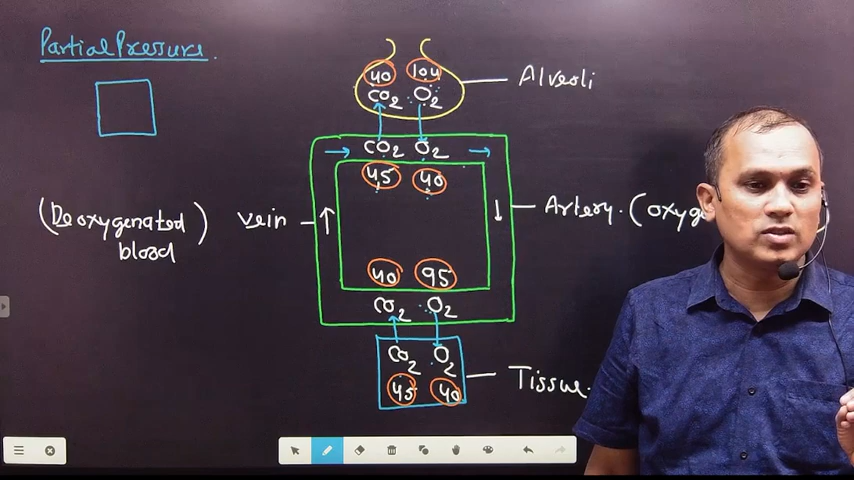 Partial Pressure
40 104
CO2 O2
Alveoli
CO2 O2
45 40
(Deoxygenated
blood)
vein
Artery. (oxyg
40 95
CO2 O2
CO2 O2
45 40
Tissue.